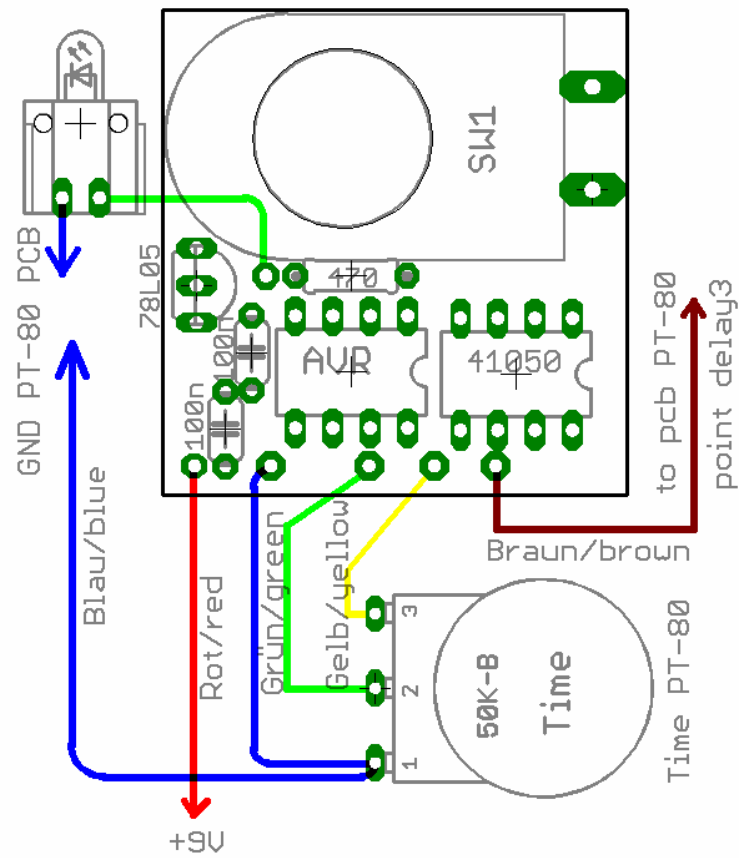 SW1
GND PT-80 PCB
78L05
470
100n
AVR
41050
100n
to pcb PT-80
point delay3
Blau/blue
Rot/red
Grün/green
Gelb/yellow
Braun/brown
3
2
1
50K-B
Time
Time PT-80
+9V